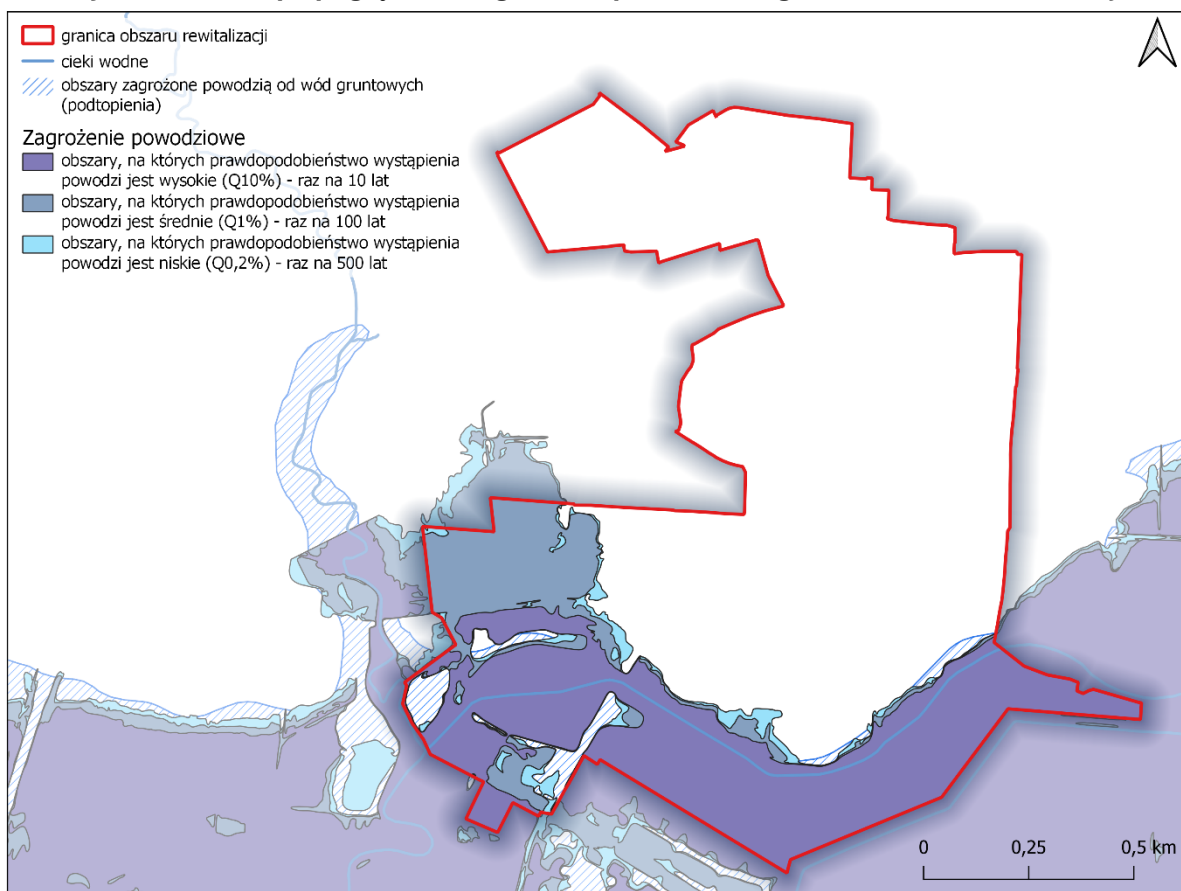 granica obszaru rewitalizacji
cieki wodne
obszary zagrożone powodzią od wód gruntowych
(podtopienia)
Zagrożenie powodziowe
obszary, na których prawdopodobieństwo wystąpienia
powodzi jest wysokie (Q10%) - raz na 10 lat
obszary, na których prawdopodobieństwo wystąpienia
powodzi jest średnie (Q1%) - raz na 100 lat
obszary, na których prawdopodobieństwo wystąpienia
powodzi jest niskie (Q0,2%) - raz na 500 lat
0 0,25 0,5 km